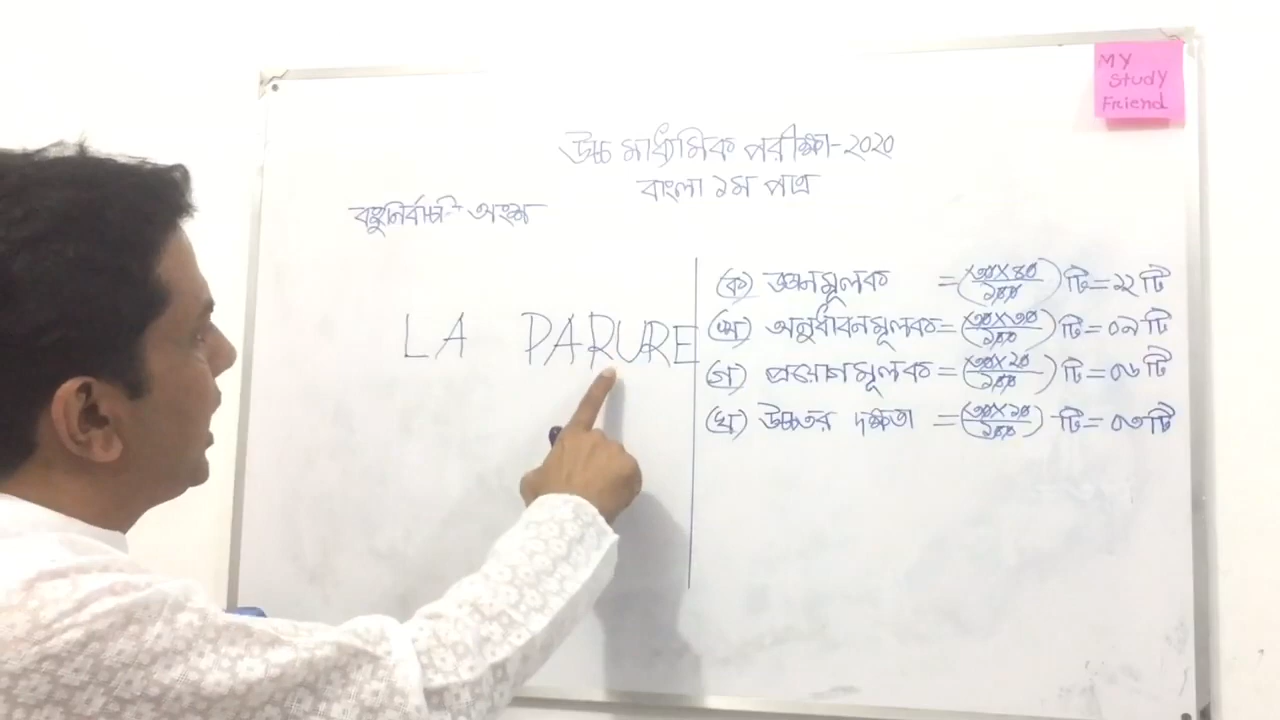 MY
Study
Friend
উচ্চ মাধ্যমিক পরীক্ষা-২০২০
বাংলা ১ম পত্র
বহুনির্বাচনি অংশ
LA PARURE
(ক) জ্ঞানমূলক = (৩০×৪০/১০০) টি = ১২ টি
(খ) অনুধাবনমূলক = (৩০×৩০/১০০) টি = ০৯ টি
(গ) প্রয়োগমূলক = (৩০×২০/১০০) টি = ০৬ টি
(ঘ) উচ্চতর দক্ষতা = (৩০×১০/১০০) টি = ০৩ টি